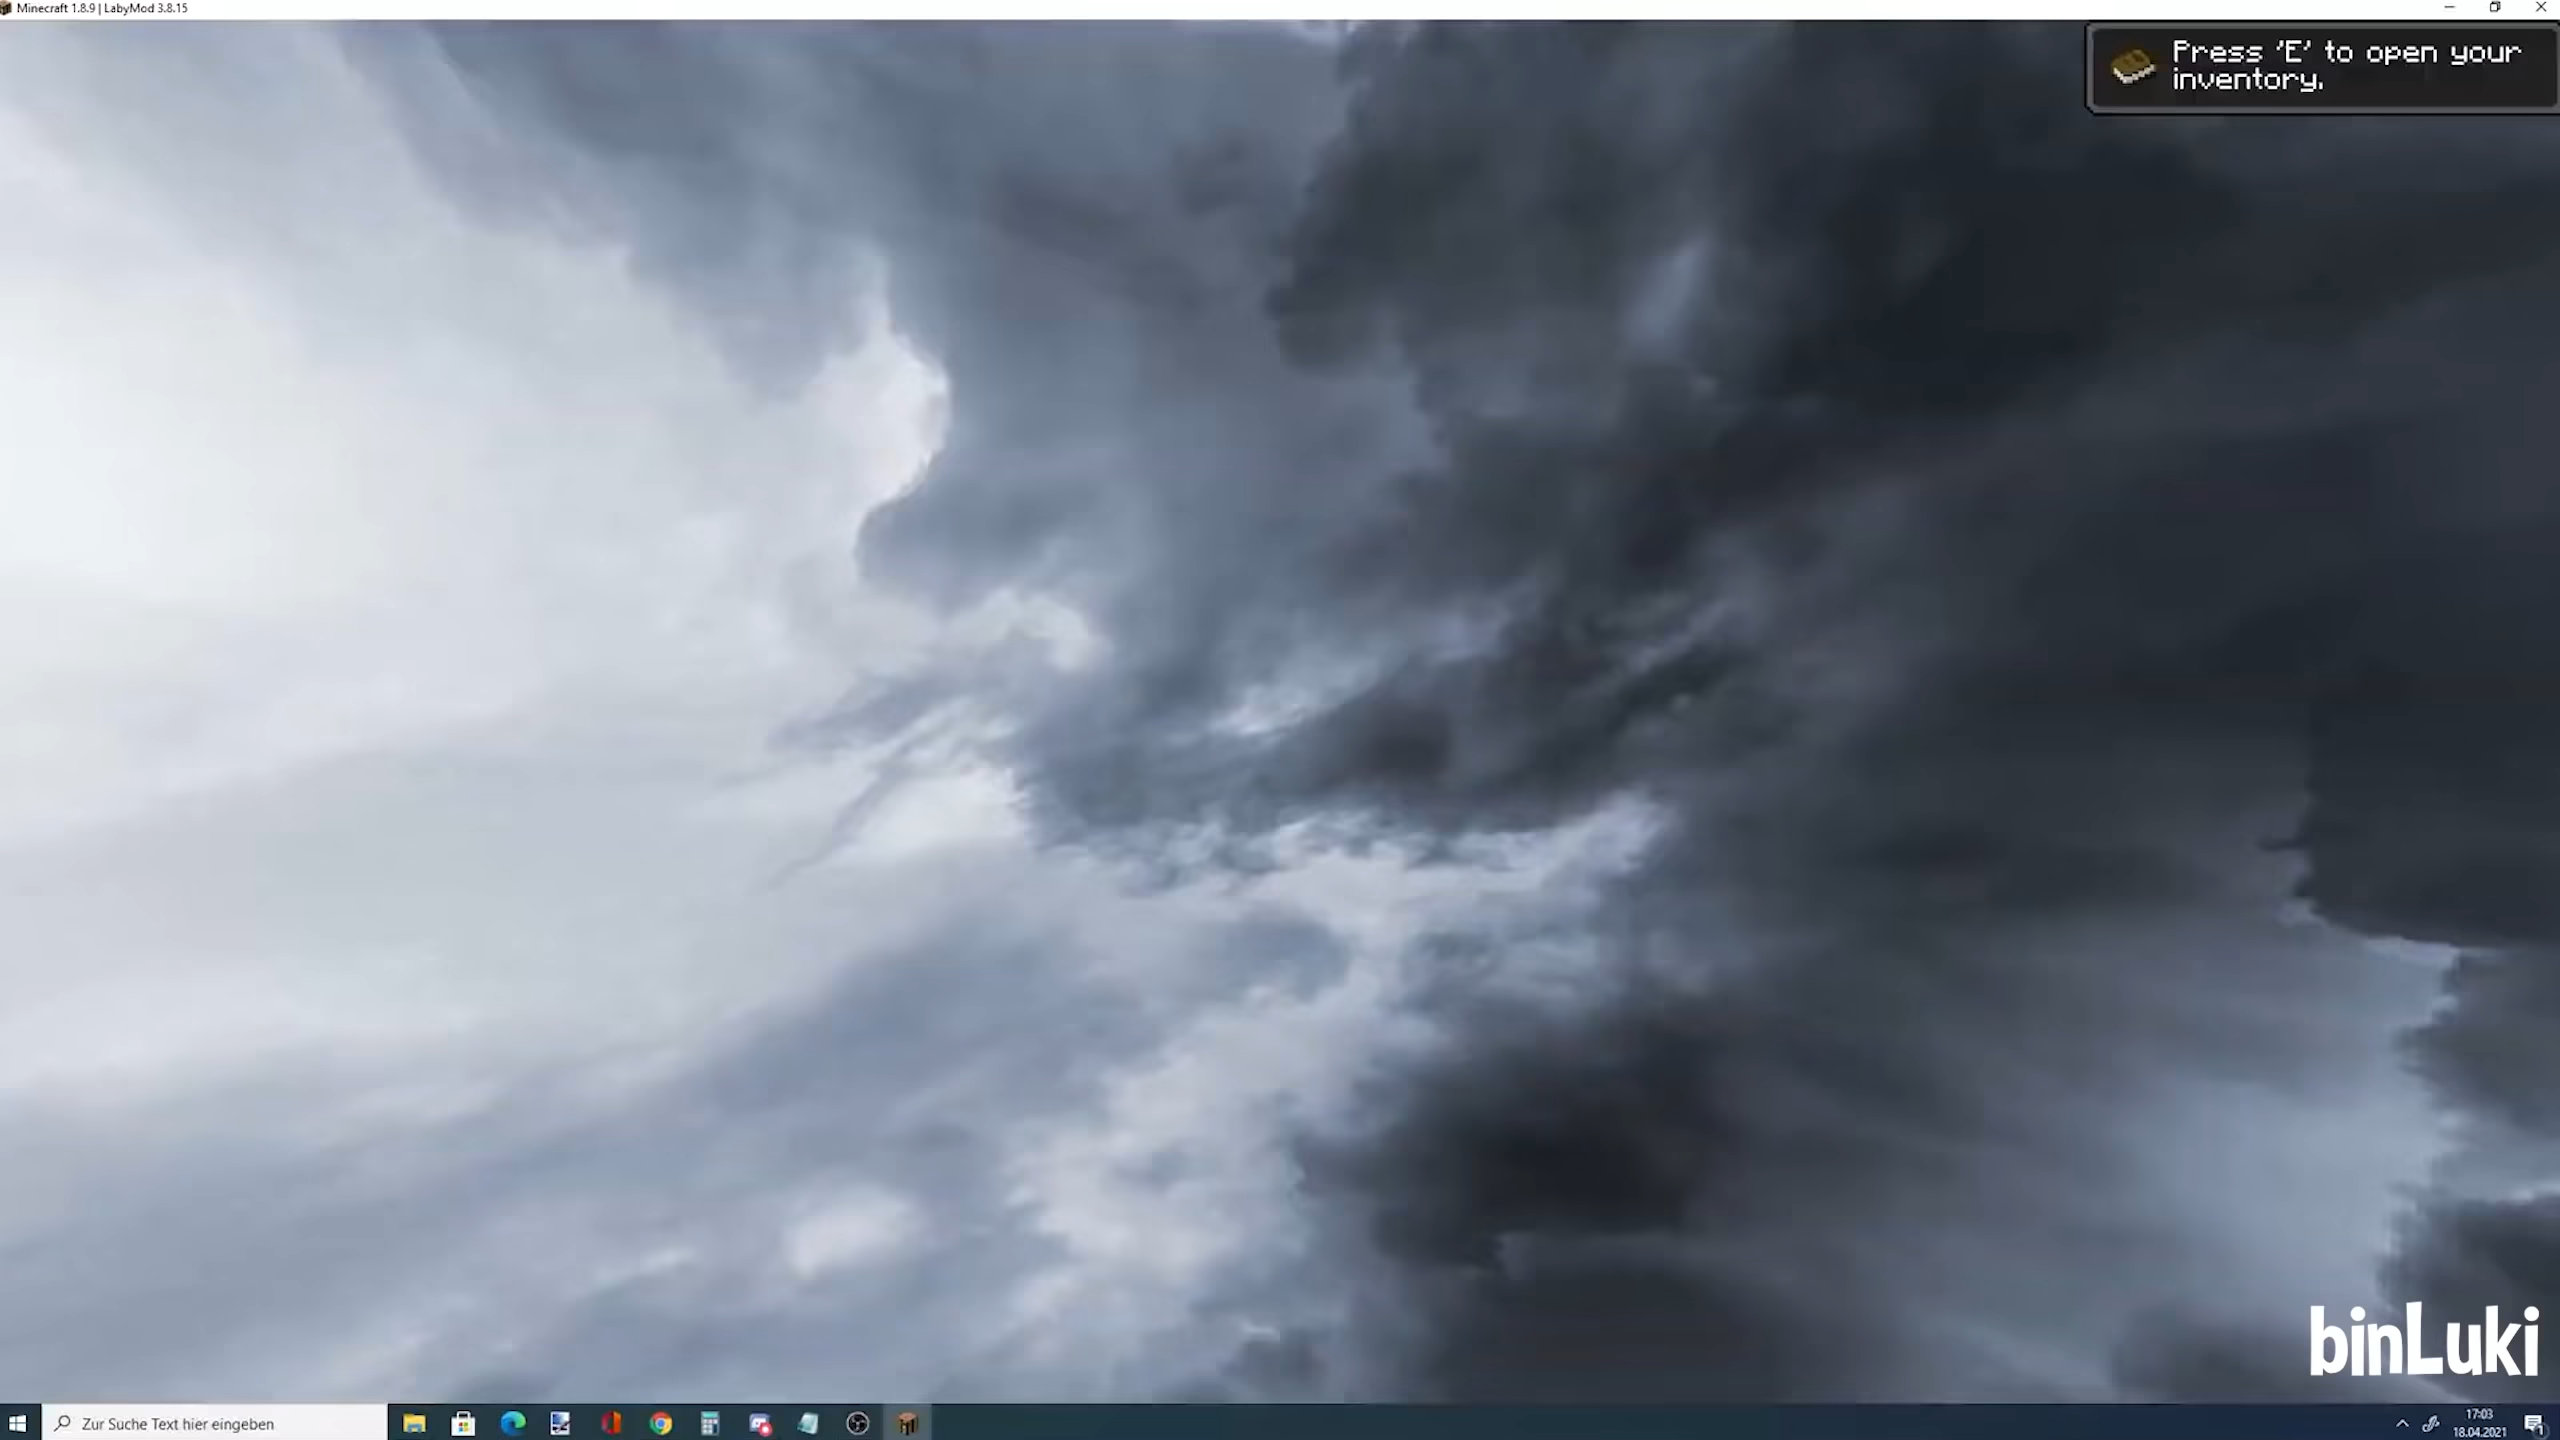 Minecraft 1.8.9 | LabyMod 3.8.15
Press 'E' to open your
inventory.
binLuki
Zur Suche Text hier eingeben
17:03
18.04.2021